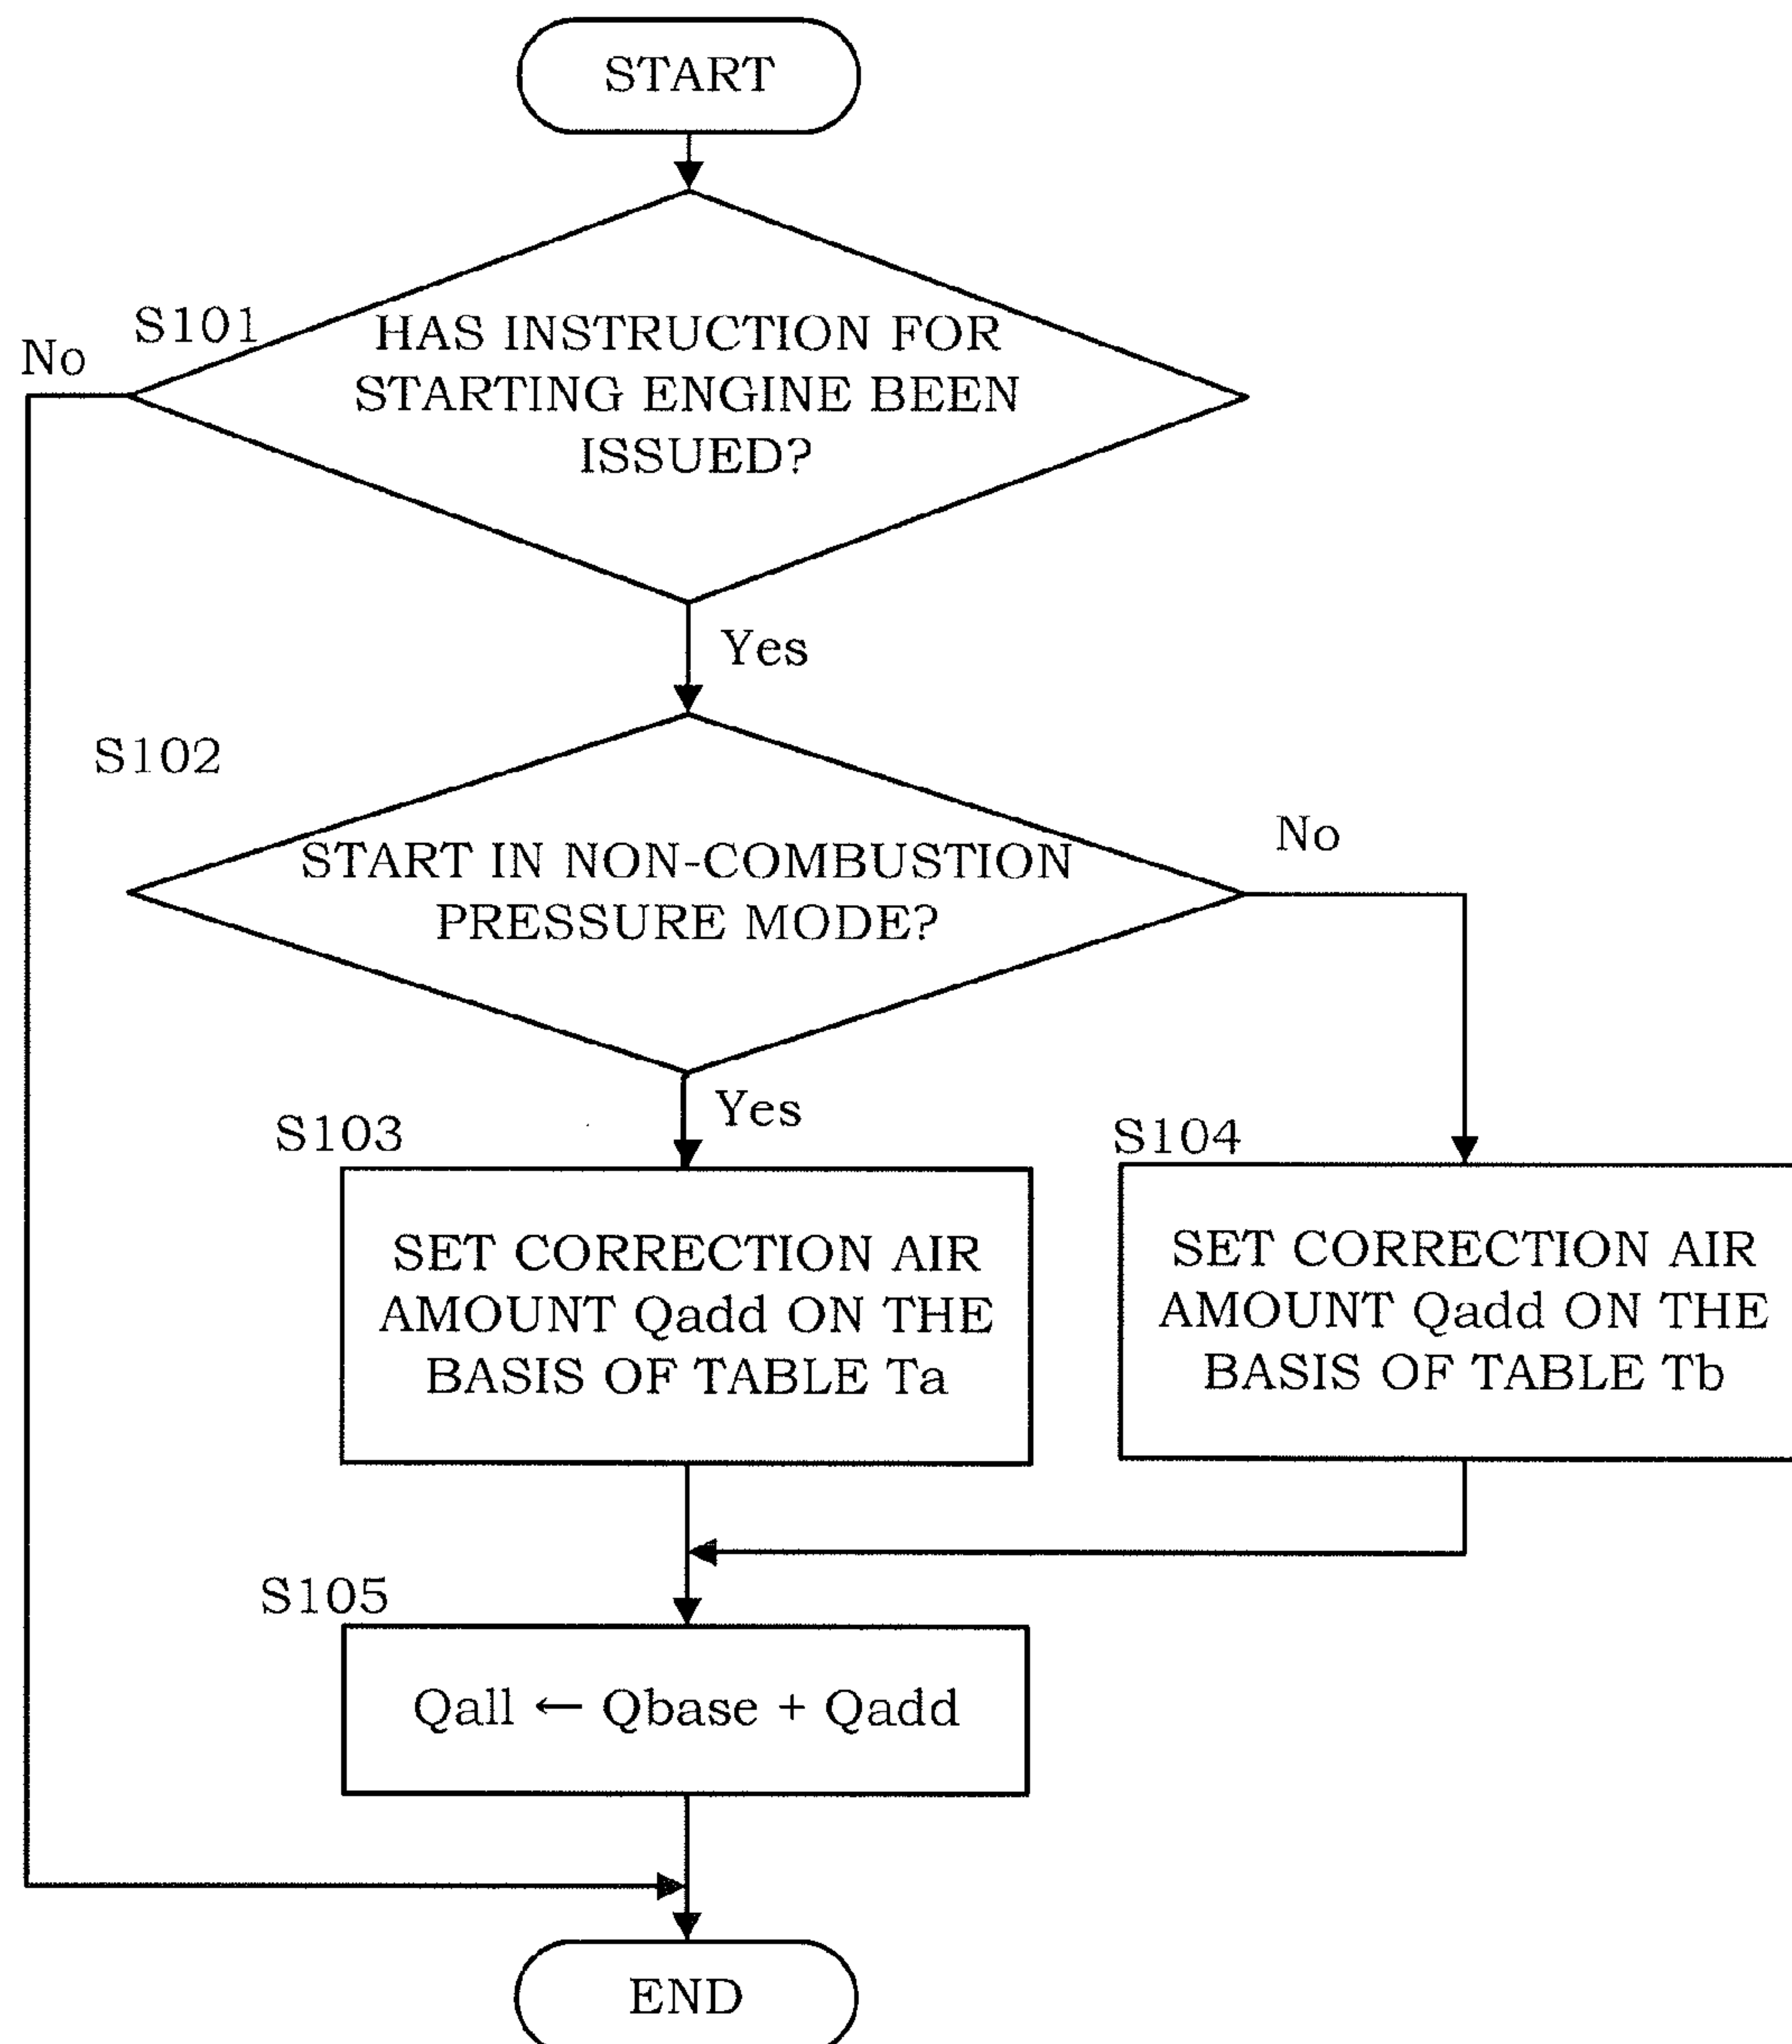 START
S101
No
HAS INSTRUCTION FOR
STARTING ENGINE BEEN
ISSUED?
Yes
S102
START IN NON-COMBUSTION
PRESSURE MODE?
No
Yes
S103
SET CORRECTION AIR
AMOUNT Qadd ON THE
BASIS OF TABLE Ta
S104
SET CORRECTION AIR
AMOUNT Qadd ON THE
BASIS OF TABLE Tb
S105
Qall ← Qbase + Qadd
END